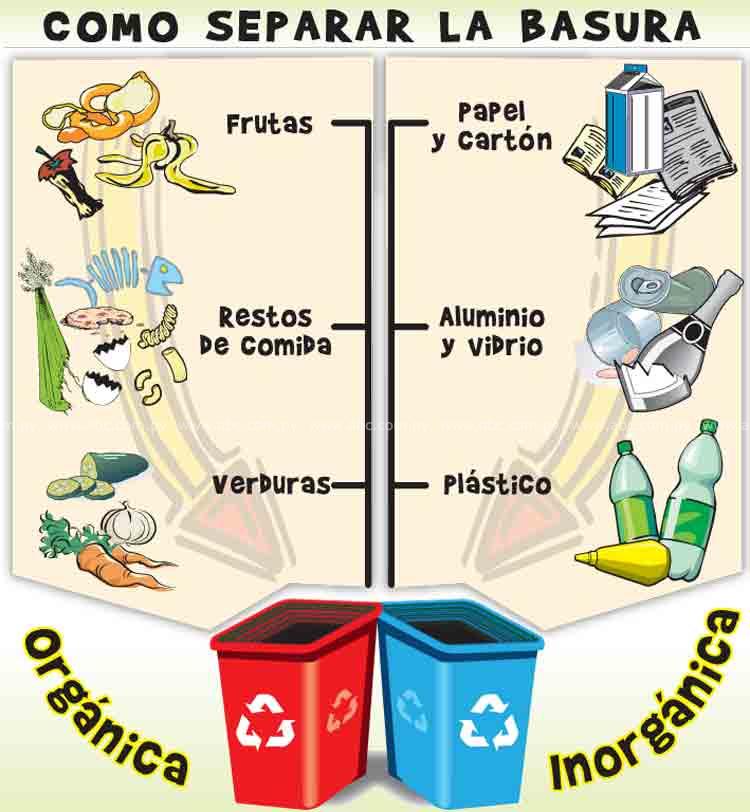 COMO SEPARAR LA BASURA
Frutas
Restos
de comida
Verduras
Papel
y cartón
Aluminio
y vidrio
Plástico
Orgánica
Inorgánica